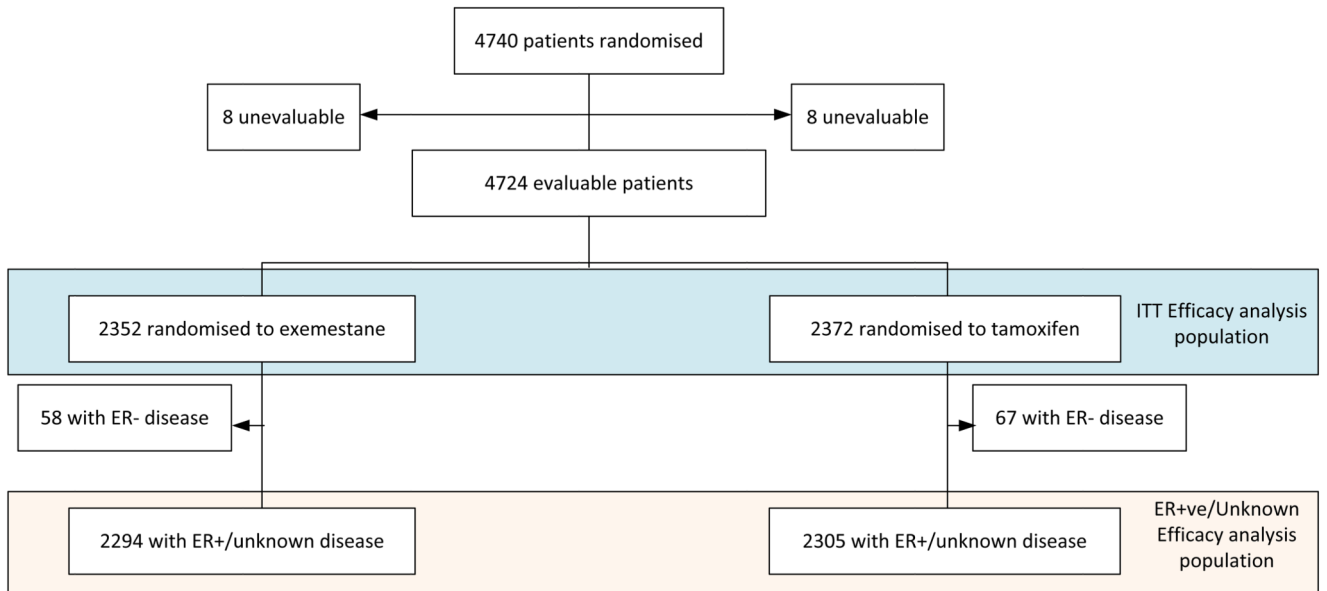 4740 patients randomised
8 unevaluable
8 unevaluable
4724 evaluable patients
2352 randomised to exemestane
2372 randomised to tamoxifen
ITT Efficacy analysis
population
58 with ER- disease
67 with ER- disease
2294 with ER+/unknown disease
2305 with ER+/unknown disease
ER+ve/Unknown
Efficacy analysis
population